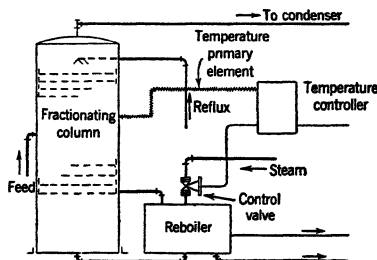 To condenser
Temperature
primary
element
Temperature
controller
Reflux
Fractionating
column
Steam
Feed
Control
valve
Reboiler